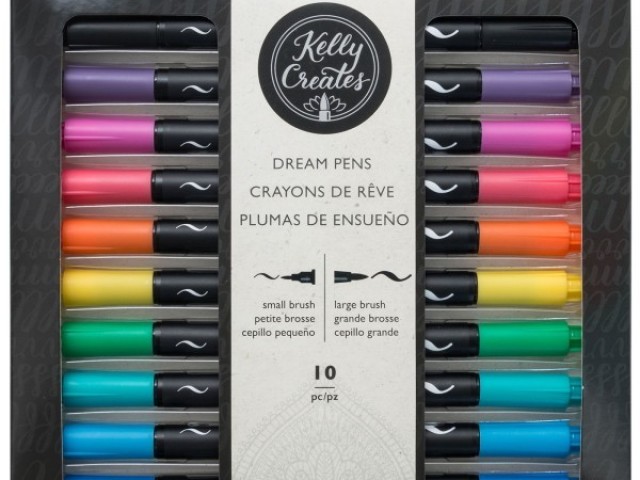 Kelly
Creates
DREAM PENS
CRAYONS DE RÊVE
PLUMAS DE ENSUEÑO
small brush
petite brosse
cepillo pequeño
large brush
grande brosse
cepillo grande
10
pc/pz